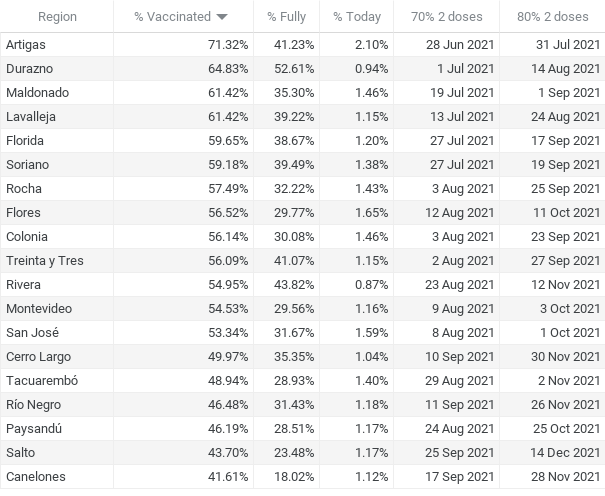 Region % Vaccinated % Fully % Today 70% 2 doses 80% 2 doses
Artigas 71.32% 41.23% 2.10% 28 Jun 2021 31 Jul 2021
Durazno 64.83% 52.61% 0.94% 1 Jul 2021 14 Aug 2021
Maldonado 61.42% 35.30% 1.46% 19 Jul 2021 1 Sep 2021
Lavalleja 61.42% 39.22% 1.15% 13 Jul 2021 24 Aug 2021
Florida 59.65% 38.67% 1.20% 27 Jul 2021 17 Sep 2021
Soriano 59.18% 39.49% 1.38% 27 Jul 2021 19 Sep 2021
Rocha 57.49% 32.22% 1.43% 3 Aug 2021 25 Sep 2021
Flores 56.52% 29.77% 1.65% 12 Aug 2021 11 Oct 2021
Colonia 56.14% 30.08% 1.46% 3 Aug 2021 23 Sep 2021
Treinta y Tres 56.09% 41.07% 1.15% 2 Aug 2021 27 Sep 2021
Rivera 54.95% 43.82% 0.87% 23 Aug 2021 12 Nov 2021
Montevideo 54.53% 29.56% 1.16% 9 Aug 2021 3 Oct 2021
San José 53.34% 31.67% 1.59% 8 Aug 2021 1 Oct 2021
Cerro Largo 49.97% 35.35% 1.04% 10 Sep 2021 30 Nov 2021
Tacuarembó 48.94% 28.93% 1.40% 29 Aug 2021 2 Nov 2021
Río Negro 46.48% 31.43% 1.18% 11 Sep 2021 26 Nov 2021
Paysandú 46.19% 28.51% 1.17% 24 Aug 2021 25 Oct 2021
Salto 43.70% 23.48% 1.17% 25 Sep 2021 14 Dec 2021
Canelones 41.61% 18.02% 1.12% 17 Sep 2021 28 Nov 2021